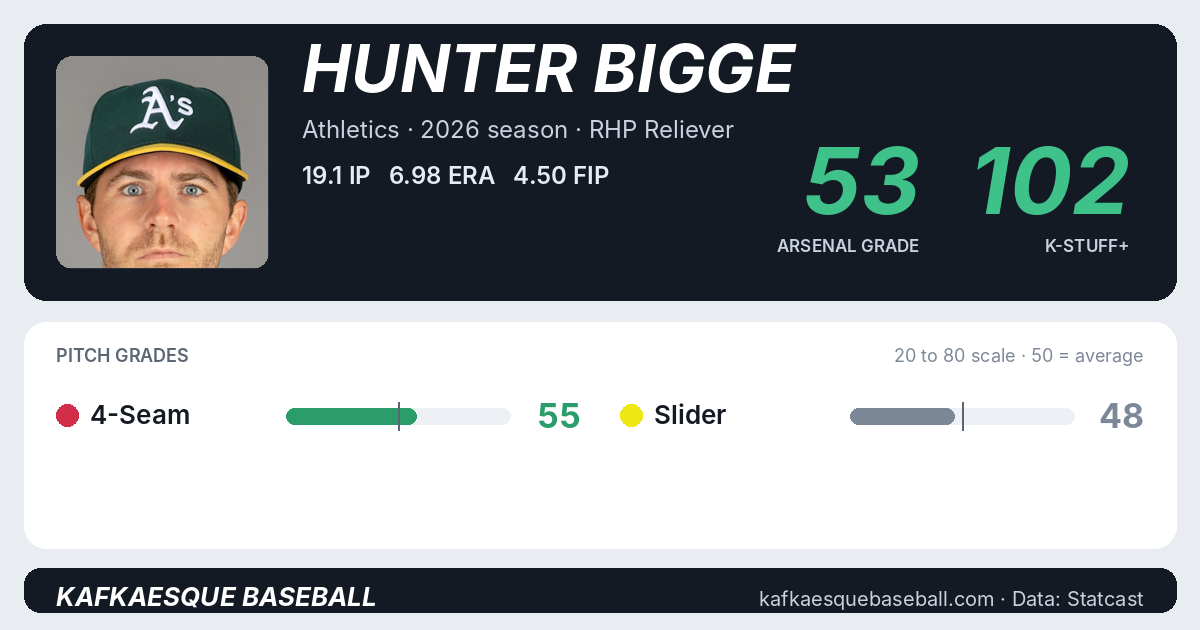 HUNTER BIGGE
Athletics · 2026 season · RHP Reliever
19.1 IP 6.98 ERA 4.50 FIP
A's
53 102
ARSENAL GRADE K-STUFF+
PITCH GRADES 20 to 80 scale · 50 = average
4-Seam 55 Slider 48
KAFKAESQUE BASEBALL kafkaesquebaseball.com · Data: Statcast